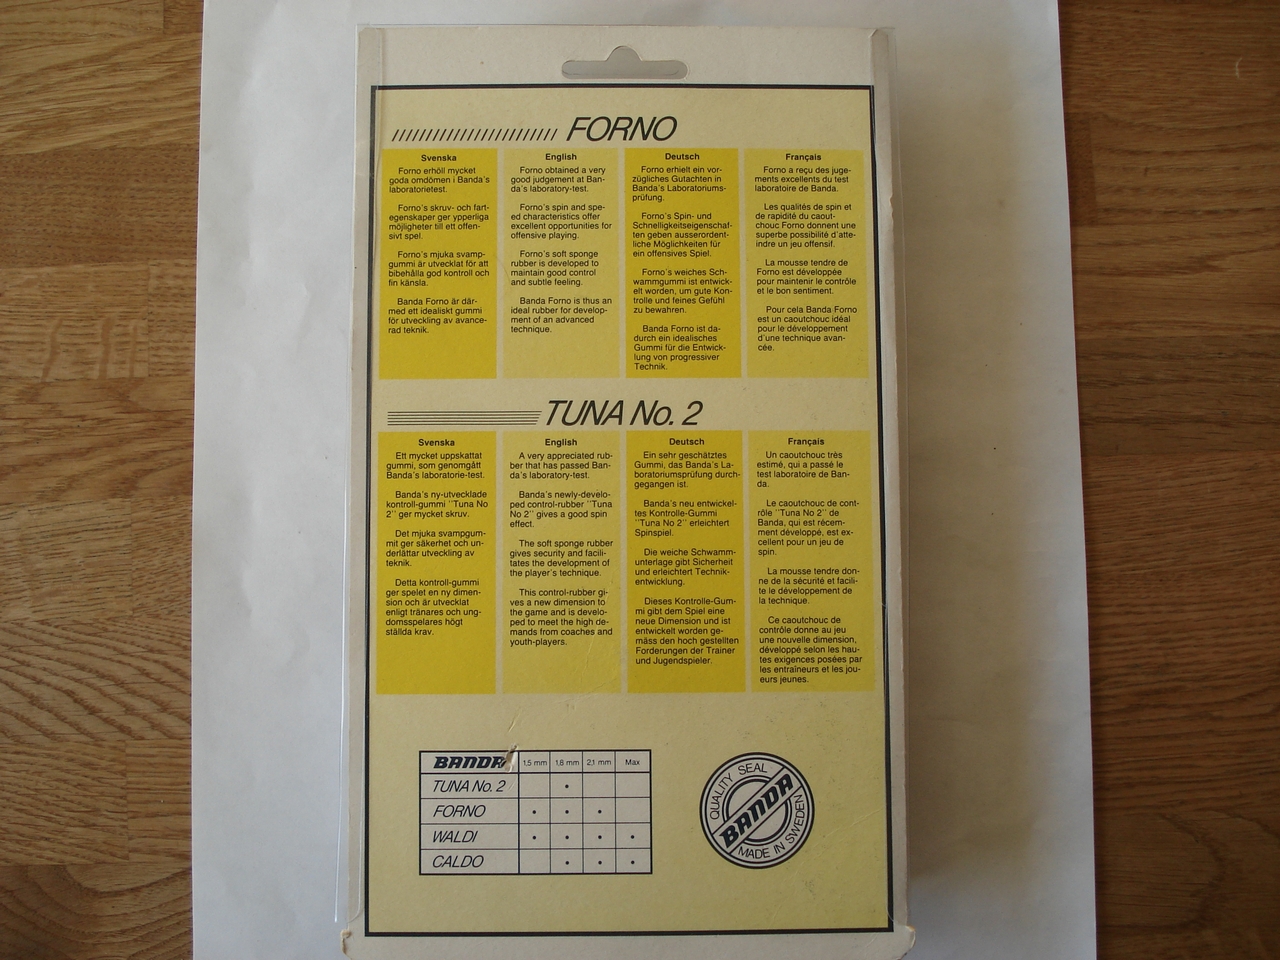 FORNO
Svenska
Forno erhöll mycket
goda omdömen i Banda's
laboratorietest.
Forno's skruv- och fart-
egenskaper ger ypperliga
möjligheter till ett offen-
sivt spel.
Forno's mjuka svamp-
gummi är utvecklat för att
bibehålla god kontroll och
fin känsla.
Banda Forno är där-
med ett idealiskt gummi
för utveckling av avance-
rad teknik.
English
Forno obtained a very
good judgement at Ban-
da's laboratory-test.
Forno's spin and spe-
ed characteristics offer
excellent opportunities for
offensive playing.
Forno's soft sponge
rubber is developed to
maintain good control
and subtle feeling.
Banda Forno is thus an
ideal rubber for develop-
ment of an advanced
technique.
Deutsch
Forno erhielt ein vor-
zügliches Gutachten in
Banda's Laboratoriums-
prüfung.
Forno's Spin- und
Schnelligkeitseigenschaf-
ten geben ausserordent-
liche Möglichkeiten für
ein offensives Spiel.
Forno's weiches Sch-
wammgummi ist entwick-
elt worden, um gute Kon-
trolle und feines Gefühl
zu bewahren.
Banda Forno ist da-
durch ein idealisches
Gummi für die Entwick-
lung von progressiver
Technik.
Français
Forno a reçu des juge-
ments excellents du test
laboratoire de Banda.
Les qualités de spin et
de rapidité du caout-
chouc Forno donnent une
superbe possibilité d'atte-
indre un jeu offensif.
La mousse tendre de
Forno est développée
pour maintenir le contrôle
et le bon sentiment.
Pour cela Banda Forno
est un caoutchouc idéal
pour le développement
d'une technique avan-
cée.
TUNA No. 2
Svenska
Ett mycket uppskattat
gummi, som genomgått
Banda's laboratorie-test.
Banda's ny-utvecklade
kontroll-gummi "Tuna No
2" ger mycket skruv.
Det mjuka svampgum-
mit ger säkerhet och un-
derlättar utveckling av
teknik.
Detta kontroll-gummi
ger spelet en ny dimen-
sion och är utvecklat
enligt tränares och ung-
domsspelares högt
ställda krav.
English
A very appreciated rub-
ber that has passed Ban-
da's laboratory-test.
Banda's newly-develo-
ped control-rubber "Tuna
No 2" gives a good spin
effect.
The soft sponge rubber
gives security and facili-
tates the development of
the player's technique.
This control-rubber gi-
ves a new dimension to
the game and is develo-
ped to meet the high de-
mands from coaches and
youth-players.
Deutsch
Ein sehr geschätztes
Gummi, das Banda's La-
boratoriumsprüfung durch-
gegangen ist.
Banda's neu entwickel-
tes Kontrolle-Gummi
"Tuna No 2" erleichtert
Spinspiel.
Die weiche Schwamm-
unterlage gibt Sicherheit
und erleichtert Technik-
entwicklung.
Dieses Kontrolle-Gum-
mi gibt dem Spiel eine
neue Dimension und ist
entwickelt worden ge-
mäss den hoch gestellten
Forderungen der Trainer
und Jugendspieler.
Français
Un caoutchouc très
estimé, qui a passé le
test laboratoire de Ban-
da.
Le caoutchouc de cont-
rôle "Tuna No 2" de
Banda, qui est récem-
ment développé, est ex-
cellent pour un jeu de
spin.
La mousse tendre don-
ne de la sécurité et facili-
te le développement de
la technique.
Ce caoutchouc de
contrôle donne au jeu
une nouvelle dimension,
développé selon les hau-
tes exigences posées par
les entraîneurs et les jou-
eurs jeunes.
BANDA 1,5 mm 1,8 mm 2,1 mm Max
TUNA No. 2 •
FORNO • • •
WALDI • • • •
CALDO • • •
QUALITY SEAL
BANDA
MADE IN SWEDEN